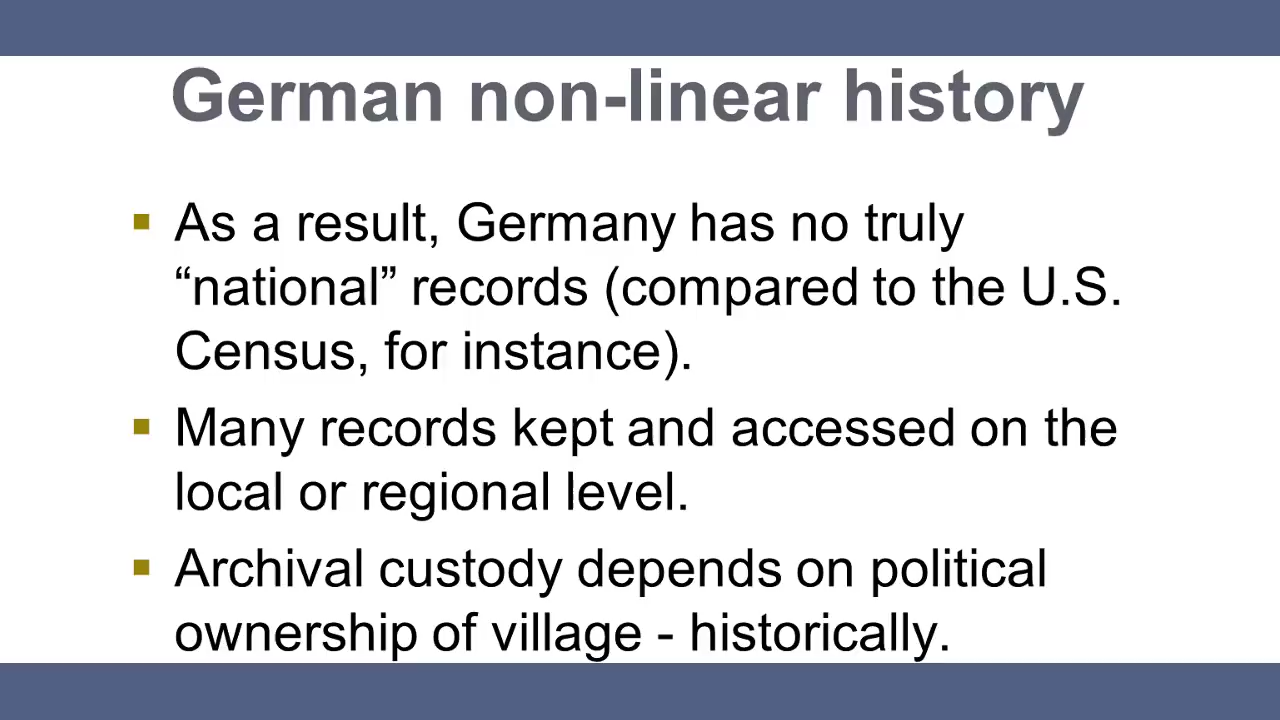 German non-linear history
As a result, Germany has no truly
“national” records (compared to the U.S.
Census, for instance).
Many records kept and accessed on the
local or regional level.
Archival custody depends on political
ownership of village - historically.